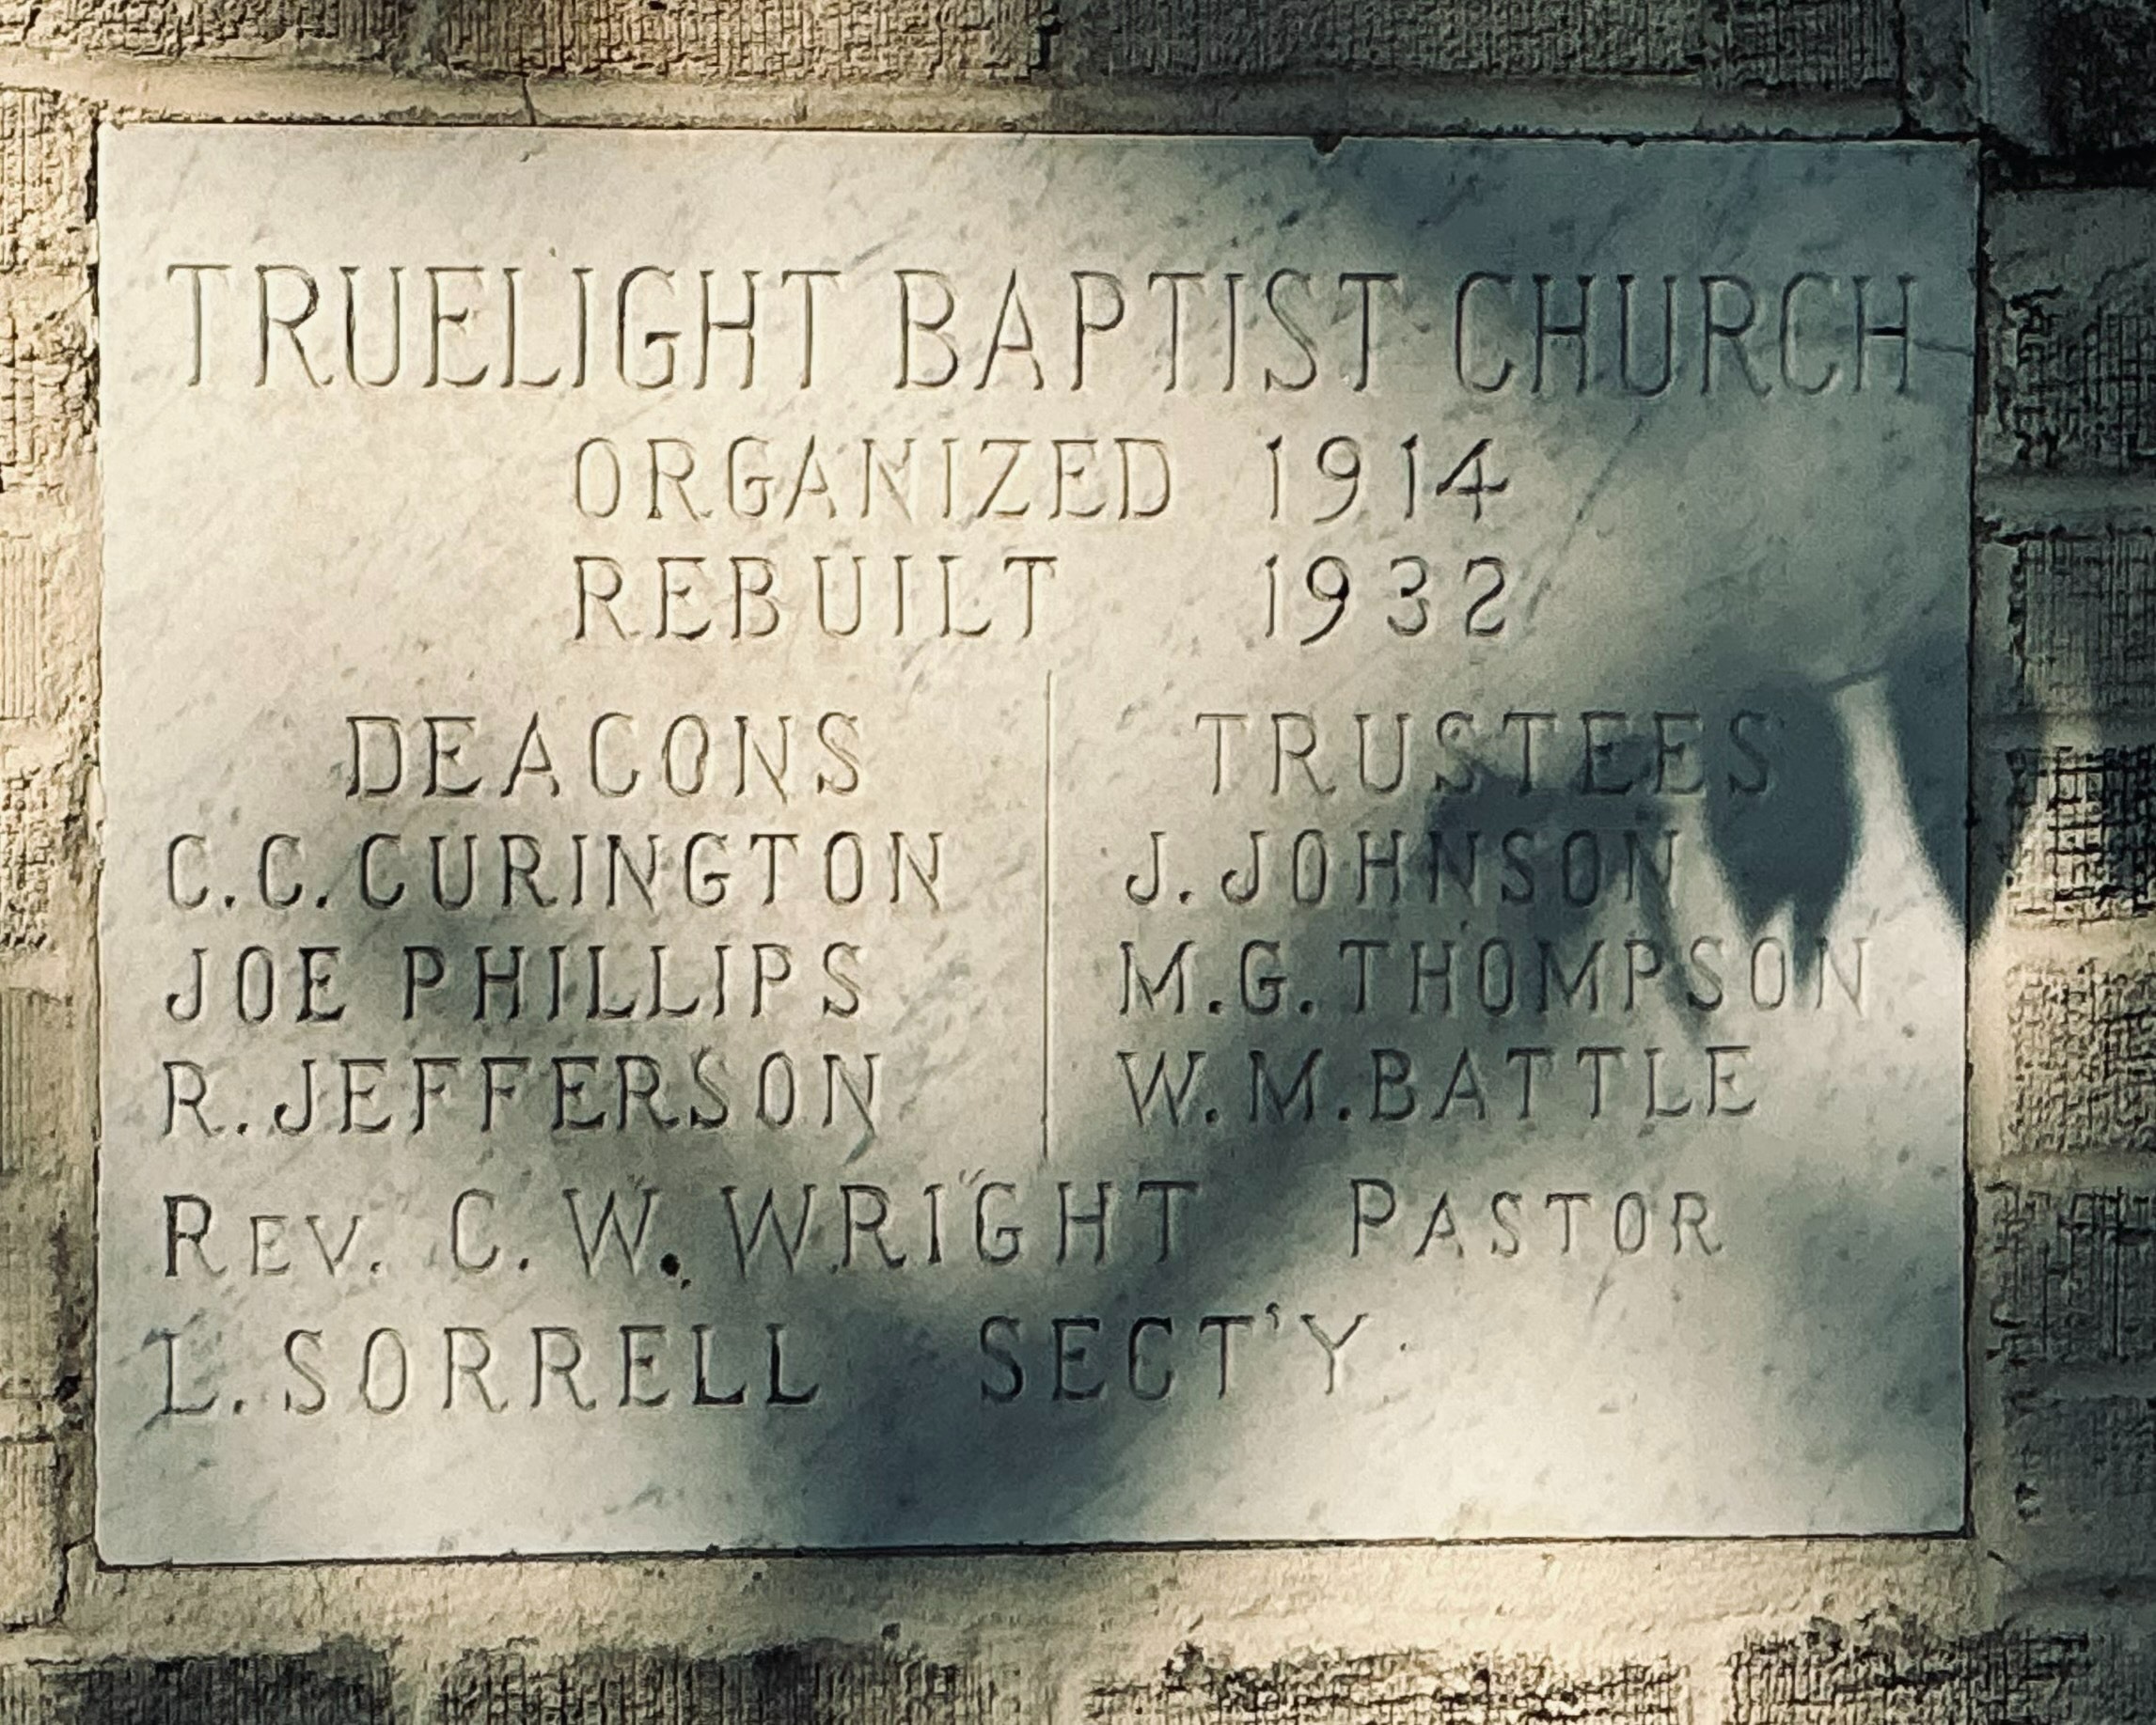 TRUELIGHT BAPTIST CHURCH
ORGANIZED 1914
REBUILT 1932
DEACONS
C.C. CURINGTON
JOE PHILLIPS
R. JEFFERSON
TRUSTEES
J. JOHNSON
M.G. THOMPSON
W.M. BATTLE
REV. C. W. WRIGHT PASTOR
L. SORRELL SECT'Y.